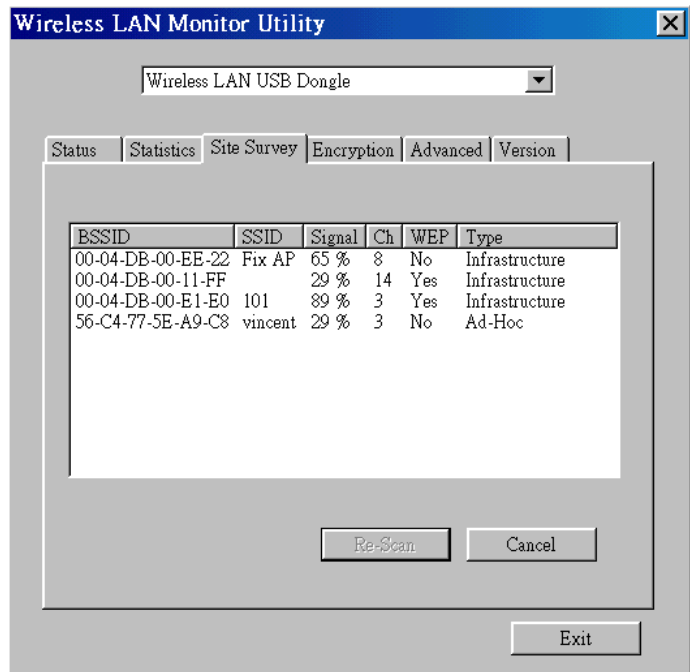 Wireless LAN Monitor Utility
Wireless LAN USB Dongle
Status Statistics Site Survey Encryption Advanced Version
BSSID SSID Signal Ch WEP Type
00-04-DB-00-EE-22 Fix AP 65 % 8 No Infrastructure
00-04-DB-00-11-FF 29 % 14 Yes Infrastructure
00-04-DB-00-E1-E0 101 89 % 3 Yes Infrastructure
56-C4-77-5E-A9-C8 vincent 29 % 3 No Ad-Hoc
Re-Scan Cancel
Exit